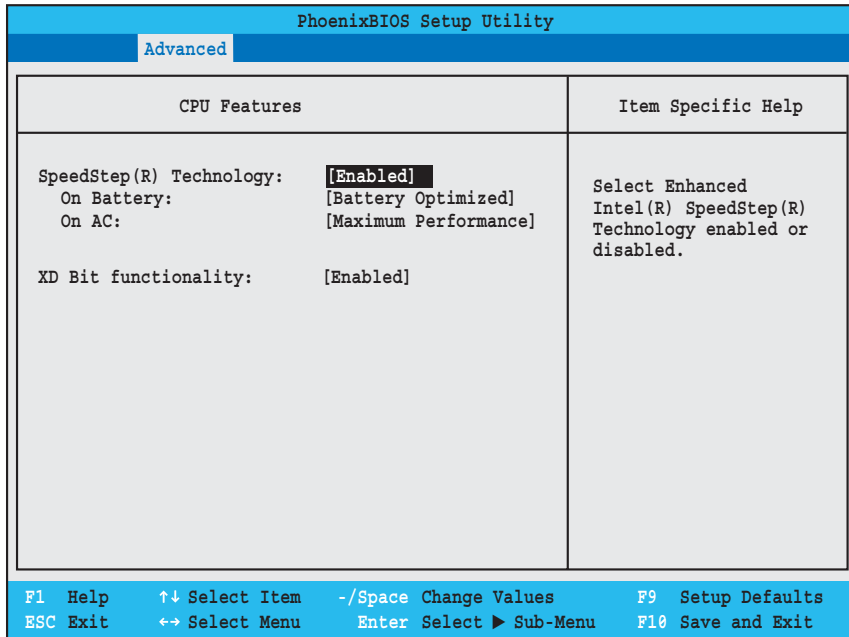 PhoenixBIOS Setup Utility
Advanced
CPU Features
Item Specific Help
SpeedStep(R) Technology: [Enabled]
On Battery: [Battery Optimized]
On AC: [Maximum Performance]
XD Bit functionality: [Enabled]
Select Enhanced
Intel(R) SpeedStep(R)
Technology enabled or
disabled.
F1 Help ↑↓ Select Item -/Space Change Values F9 Setup Defaults
ESC Exit ←→ Select Menu Enter Select ▶ Sub-Menu F10 Save and Exit